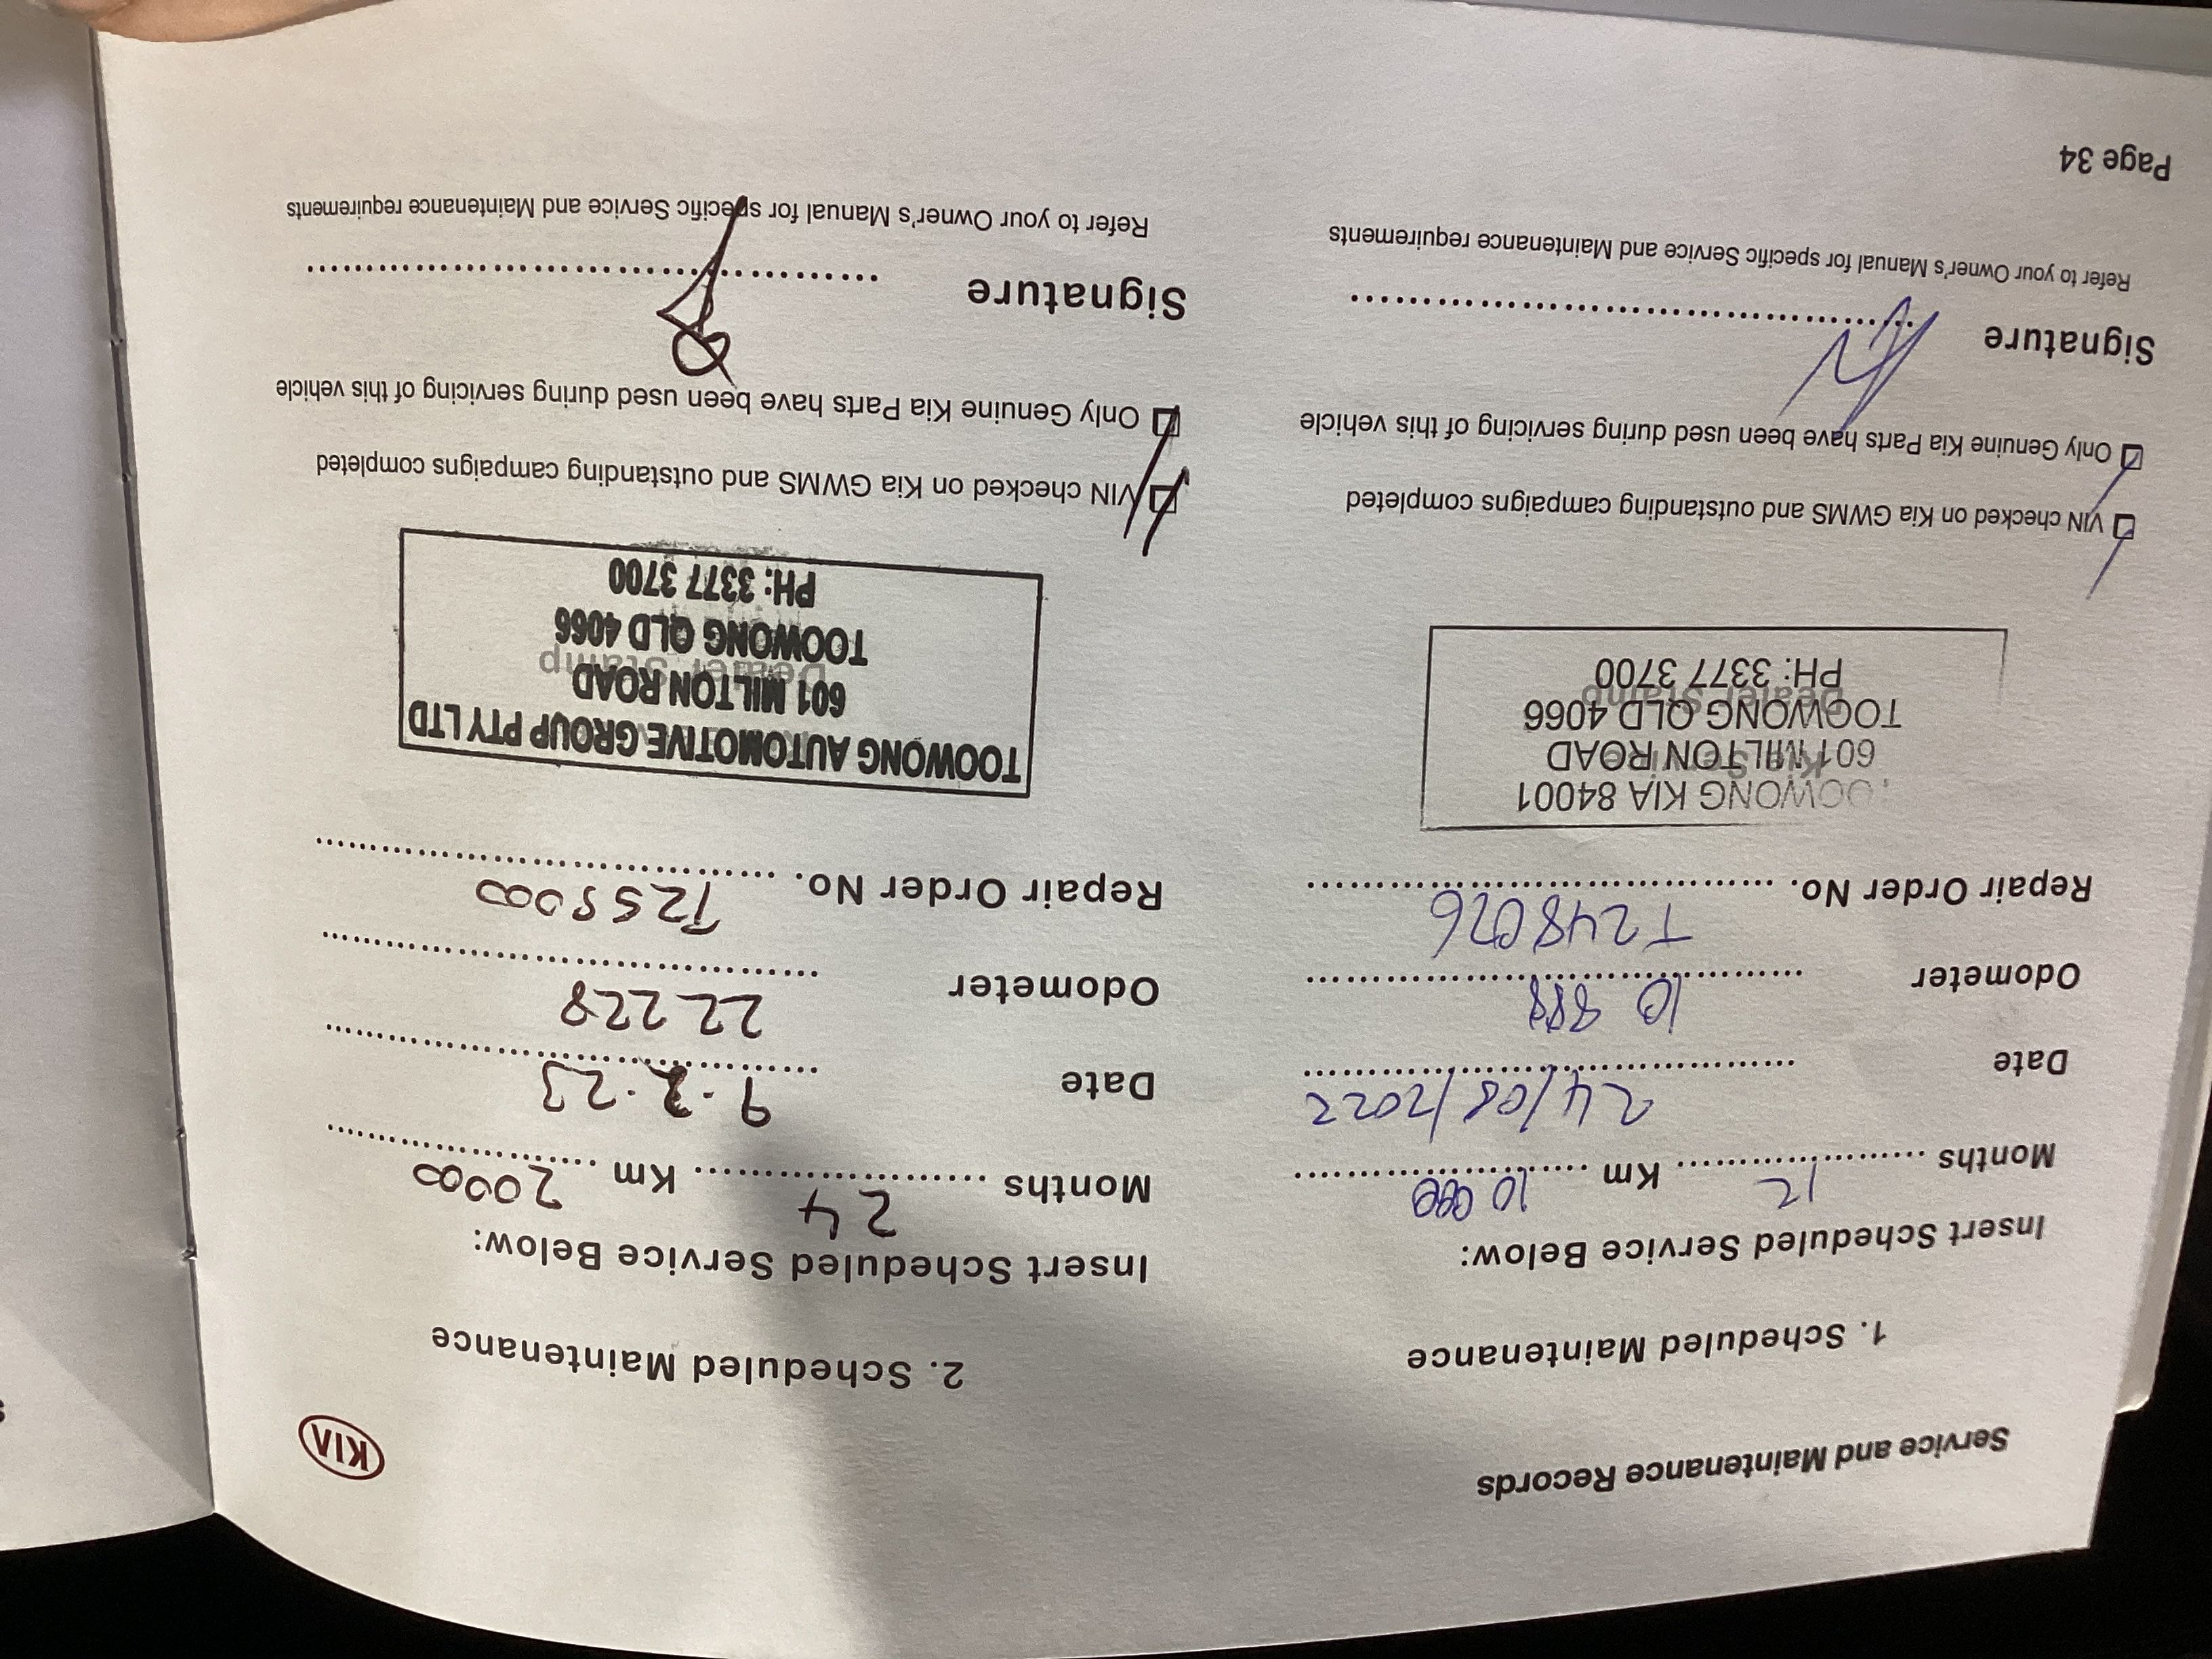 Service and Maintenance Records
KIA
1. Scheduled Maintenance
Insert Scheduled Service Below:
Months 12 Km 10 000
Date 24/08/2022
Odometer 10 888
Repair Order No. T248026
TOOWONG KIA 84001
601 MILTON ROAD
TOOWONG QLD 4066
Dealer Stamp
PH: 3377 3700
VIN checked on Kia GWMS and outstanding campaigns completed
Only Genuine Kia Parts have been used during servicing of this vehicle
Signature
Refer to your Owner's Manual for specific Service and Maintenance requirements
Page 34
2. Scheduled Maintenance
Insert Scheduled Service Below:
Months 24 Km 20000
Date
Odometer 22 228
Repair Order No.
TOOWONG AUTOMOTIVE GROUP PTY LTD
601 MILTON ROAD
Dealer Stamp
TOOWONG QLD 4066
PH: 3377 3700
VIN checked on Kia GWMS and outstanding campaigns completed
Only Genuine Kia Parts have been used during servicing of this vehicle
Signature
Refer to your Owner's Manual for specific Service and Maintenance requirements